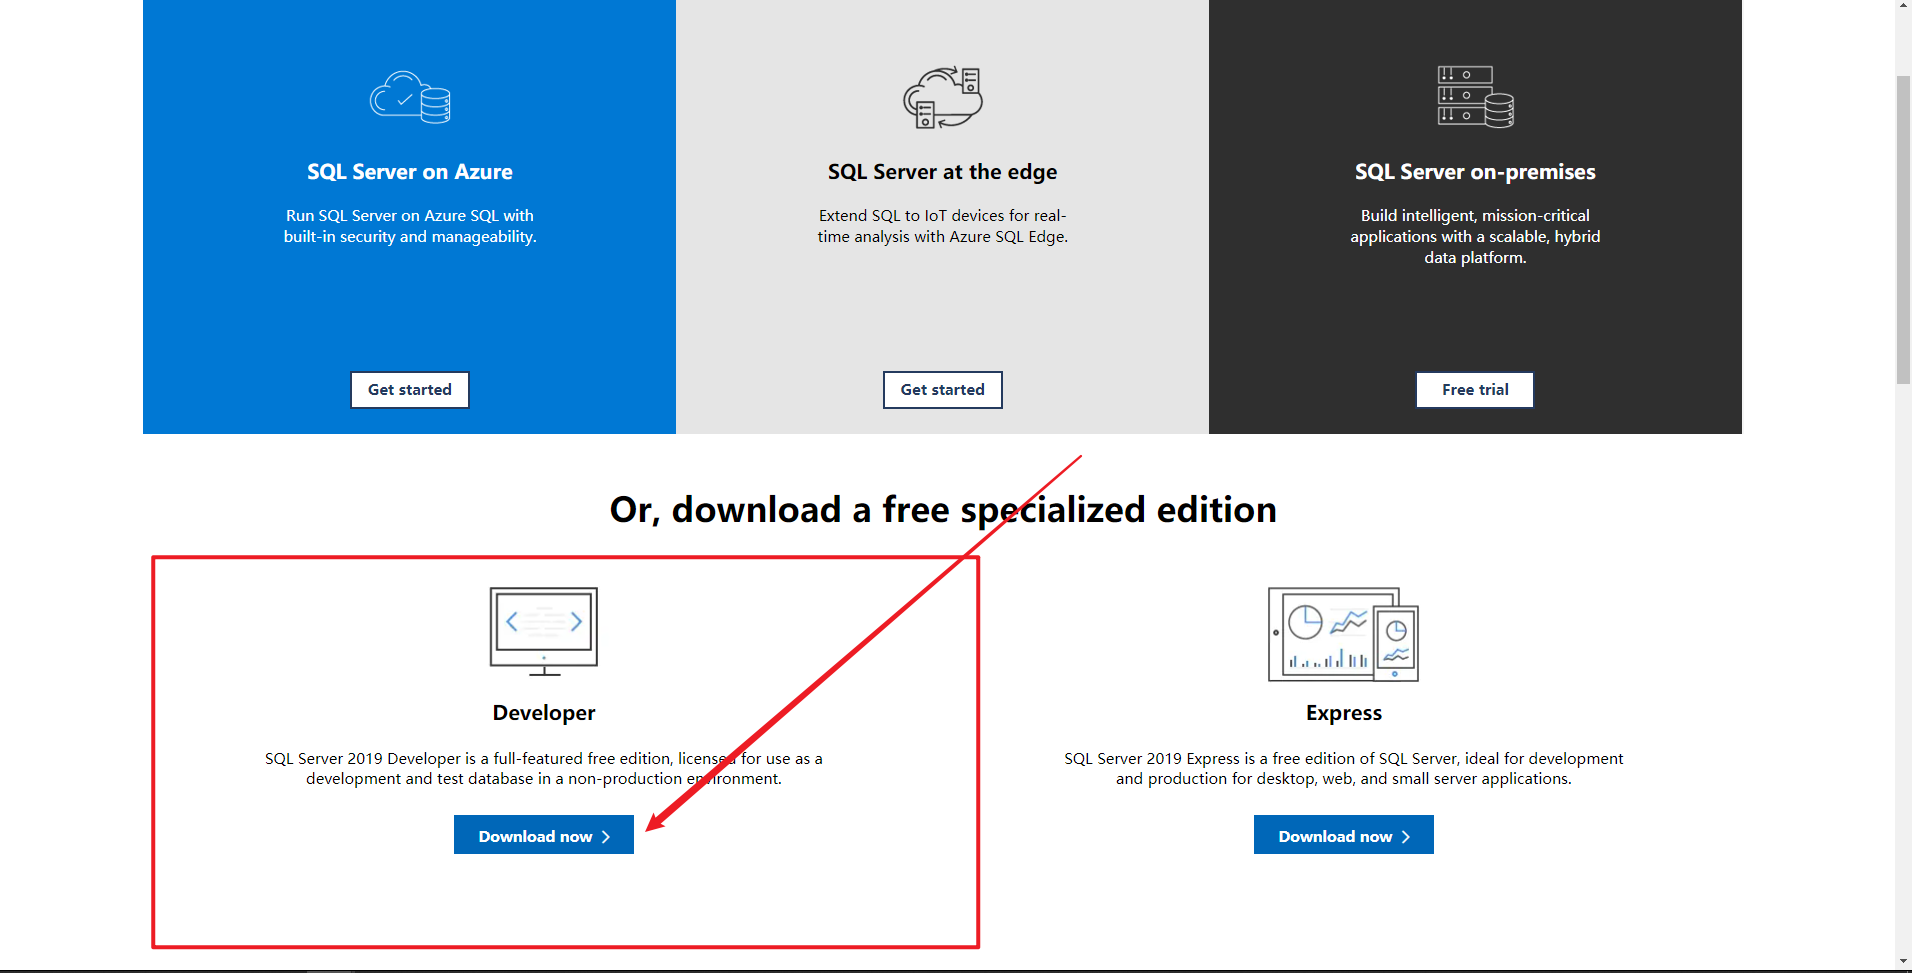 SQL Server on Azure
Run SQL Server on Azure SQL with
built-in security and manageability.
Get started
SQL Server at the edge
Extend SQL to IoT devices for real-
time analysis with Azure SQL Edge.
Get started
SQL Server on-premises
Build intelligent, mission-critical
applications with a scalable, hybrid
data platform.
Free trial
Or, download a free specialized edition
Developer
SQL Server 2019 Developer is a full-featured free edition, licensed for use as a
development and test database in a non-production environment.
Download now
Express
SQL Server 2019 Express is a free edition of SQL Server, ideal for development
and production for desktop, web, and small server applications.
Download now